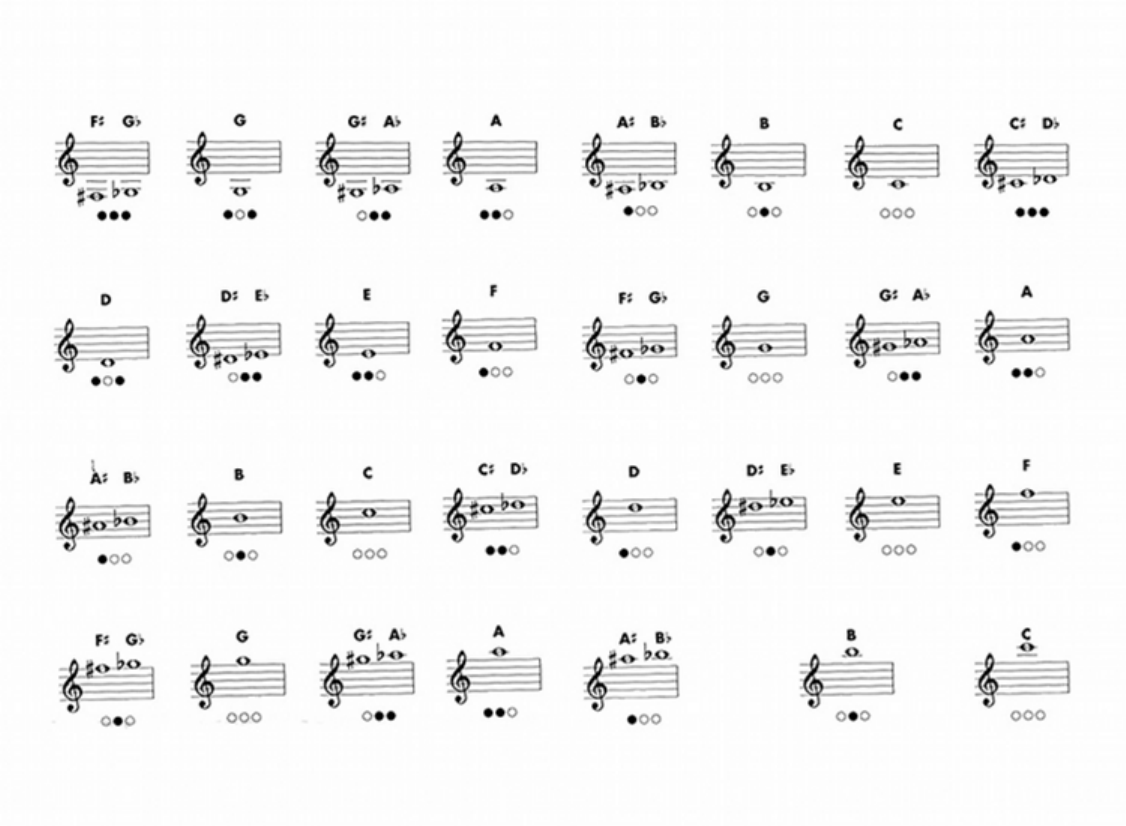 F♯ G♭ G G♯ A♭ A A♯ B♭ B C C♯ D♭
D D♯ E♭ E F F♯ G♭ G G♯ A♭ A
A♯ B♭ B C C♯ D♭ D D♯ E♭ E F
F♯ G♭ G G♯ A♭ A A♯ B♭ B C